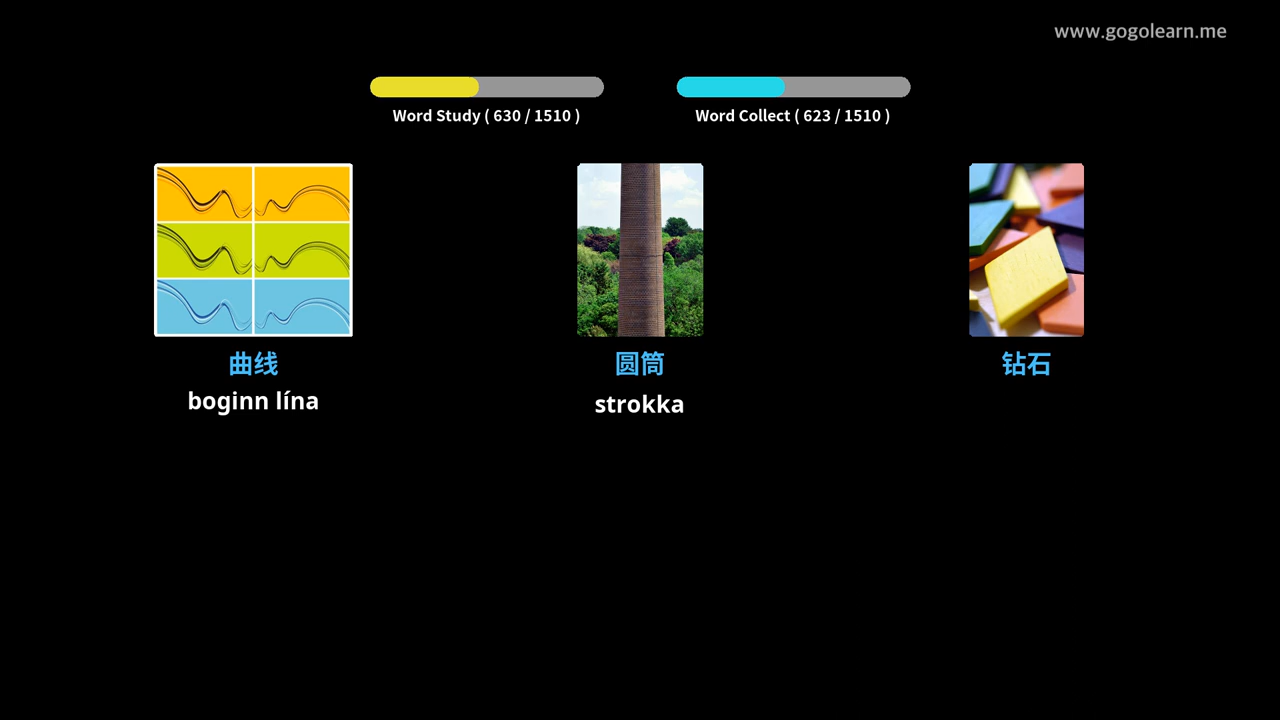 www.gogolearn.me
Word Study ( 630 / 1510 )
Word Collect ( 623 / 1510 )
曲线
圆筒
钻石
boginn lína
strokka